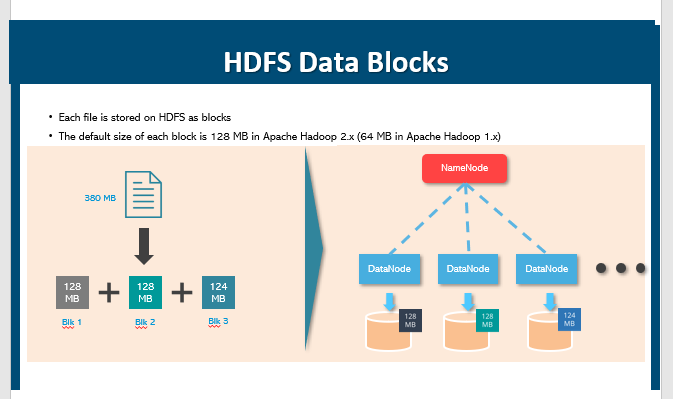 HDFS Data Blocks
• Each file is stored on HDFS as blocks
• The default size of each block is 128 MB in Apache Hadoop 2.x (64 MB in Apache Hadoop 1.x)
380 MB
128
MB
128
MB
124
MB
Blk 1
Blk 2
Blk 3
NameNode
DataNode
DataNode
DataNode
128
MB
128
MB
124
MB